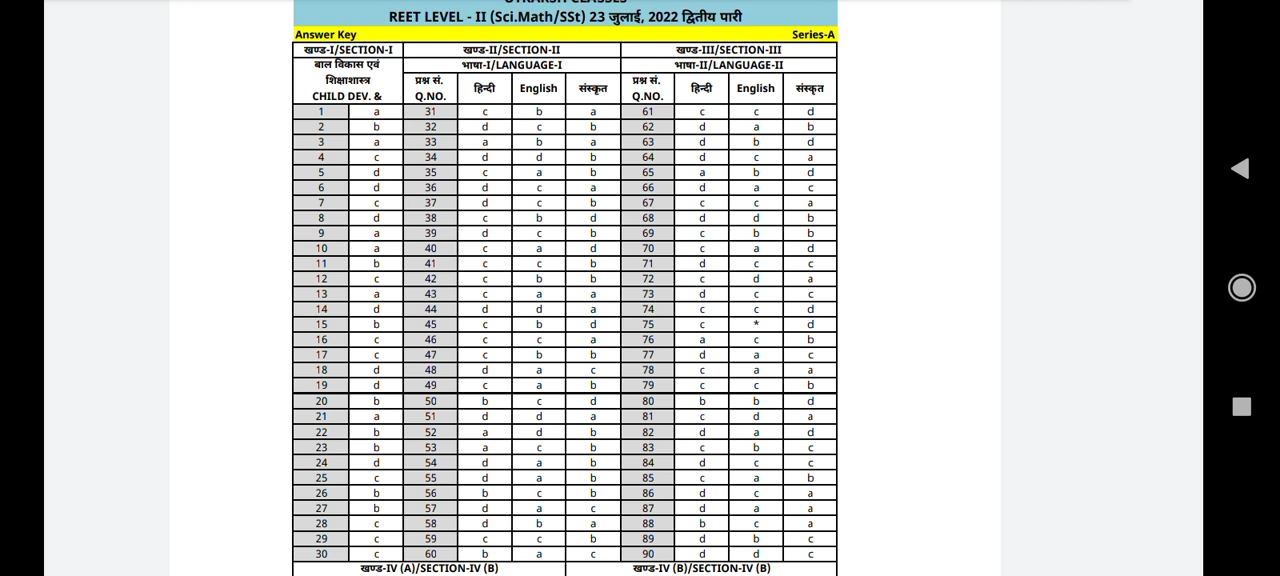 UTKARSH CLASSES
REET LEVEL - II (Sci.Math/SSt) 23 जुलाई, 2022 द्वितीय पारी
Answer Key Series-A
खण्ड-I/SECTION-I खण्ड-II/SECTION-II खण्ड-III/SECTION-III
बाल विकास एवं शिक्षाशास्त्र CHILD DEV. & भाषा-I/LANGUAGE-I भाषा-II/LANGUAGE-II
प्रश्न सं. Q.NO. हिन्दी English संस्कृत प्रश्न सं. Q.NO. हिन्दी English संस्कृत
1 a 31 c b a 61 c c d
2 b 32 d c b 62 d a b
3 a 33 a b a 63 d b d
4 c 34 d d b 64 d c a
5 d 35 c a b 65 a b d
6 d 36 d c a 66 d a c
7 c 37 d c b 67 c c a
8 d 38 c b d 68 d d b
9 a 39 d c b 69 c b b
10 a 40 c a d 70 c a d
11 b 41 c c b 71 d c c
12 c 42 c b b 72 c d a
13 a 43 c a a 73 d c c
14 d 44 d d a 74 c c d
15 b 45 c b d 75 c * d
16 c 46 c c a 76 a c b
17 c 47 c b b 77 d a c
18 d 48 d a c 78 c a a
19 d 49 c a b 79 c c b
20 b 50 b c d 80 b b d
21 a 51 d d a 81 c d a
22 b 52 a d b 82 d a d
23 b 53 a c b 83 c b c
24 d 54 d a b 84 d c c
25 c 55 d a b 85 c a b
26 b 56 b c b 86 d c a
27 b 57 d a c 87 d a a
28 c 58 d b a 88 b c a
29 c 59 c c b 89 d b c
30 c 60 b a c 90 d d c
खण्ड-IV (A)/SECTION-IV (B) खण्ड-IV (B)/SECTION-IV (B)